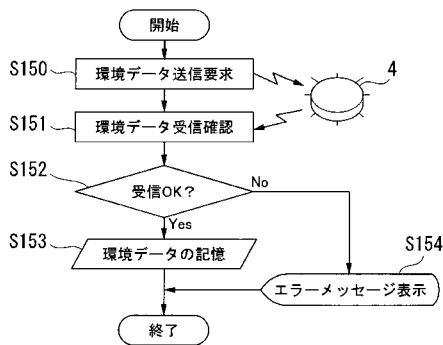 開始
S150
環境データ送信要求
4
S151
環境データ受信確認
S152
受信OK?
No
Yes
S153
環境データの記憶
S154
エラーメッセージ表示
終了